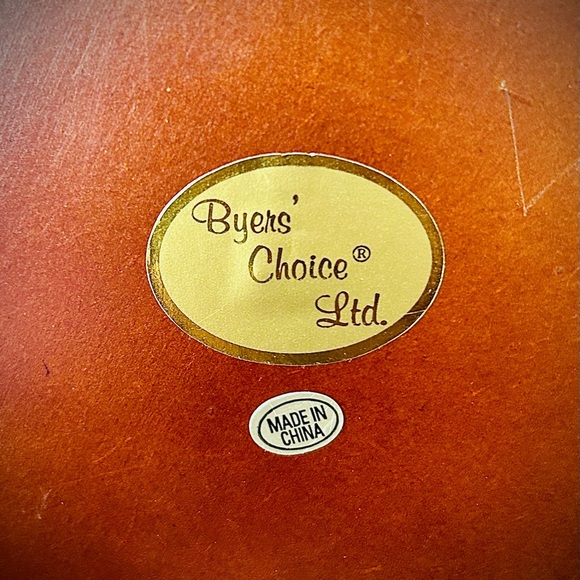 Byers'
Choice®
Ltd.
MADE IN
CHINA